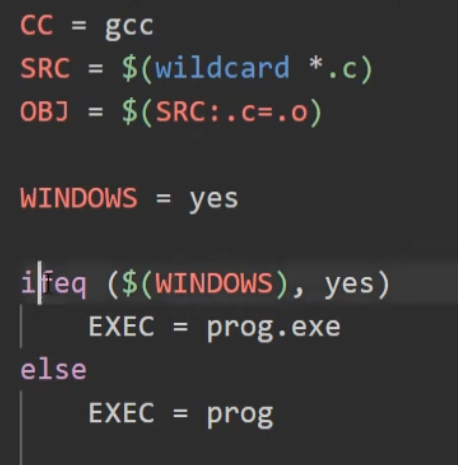 CC = gcc
SRC = $(wildcard *.c)
OBJ = $(SRC:.c=.o)
WINDOWS = yes
ifeq ($(WINDOWS), yes)
EXEC = prog.exe
else
EXEC = prog